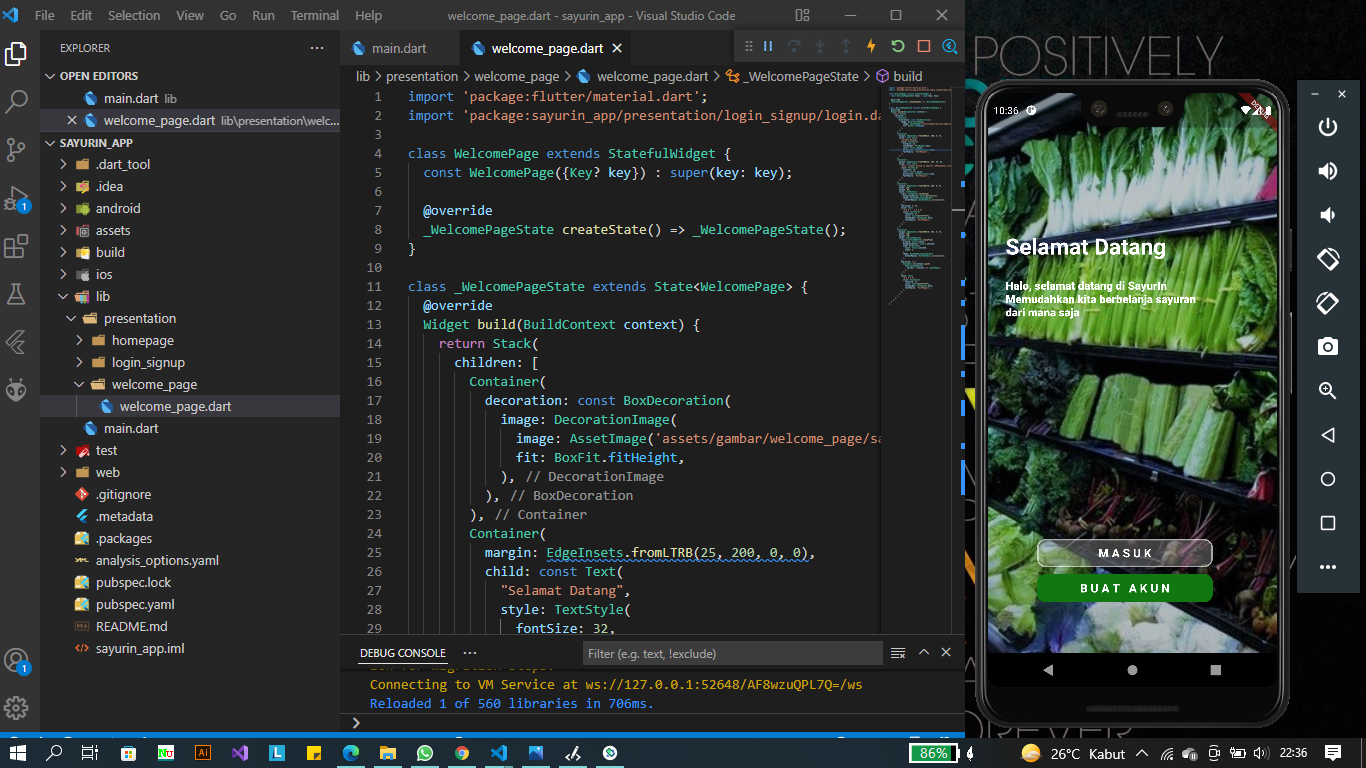 File Edit Selection View Go Run Terminal Help
welcome_page.dart - sayurin_app - Visual Studio Code
EXPLORER
OPEN EDITORS
main.dart lib
welcome_page.dart lib\presentation\welc...
SAYURIN_APP
.dart_tool
.idea
android
assets
build
ios
lib
presentation
homepage
login_signup
welcome_page
welcome_page.dart
main.dart
test
web
.gitignore
.metadata
.packages
analysis_options.yaml
pubspec.lock
pubspec.yaml
README.md
sayurin_app.iml
1
1
main.dart
welcome_page.dart
lib > presentation > welcome_page > welcome_page.dart > _WelcomePageState > build
1 import 'package:flutter/material.dart';
2 import 'package:sayurin_app/presentation/login_signup/login.da
3
4 class WelcomePage extends StatefulWidget {
5 const WelcomePage({Key? key}) : super(key: key);
6
7 @override
8 _WelcomePageState createState() => _WelcomePageState();
9 }
10
11 class _WelcomePageState extends State<WelcomePage> {
12 @override
13 Widget build(BuildContext context) {
14 return Stack(
15 children: [
16 Container(
17 decoration: const BoxDecoration(
18 image: DecorationImage(
19 image: AssetImage('assets/gambar/welcome_page/sa
20 fit: BoxFit.fitHeight,
21 ), // DecorationImage
22 ), // BoxDecoration
23 ), // Container
24 Container(
25 margin: EdgeInsets.fromLTRB(25, 200, 0, 0),
26 child: const Text(
27 "Selamat Datang",
28 style: TextStyle(
29 fontSize: 32,
DEBUG CONSOLE
Filter (e.g. text, !exclude)
Connecting to VM Service at ws://127.0.0.1:52648/AF8wzuQPL7Q=/ws
Reloaded 1 of 560 libraries in 706ms.
POSITIVELY
10:36
Selamat Datang
Halo, selamat datang di SayurIn
Memudahkan kita berbelanja sayuran
dari mana saja
MASUK
BUAT AKUN
86%
26°C Kabut
22:36